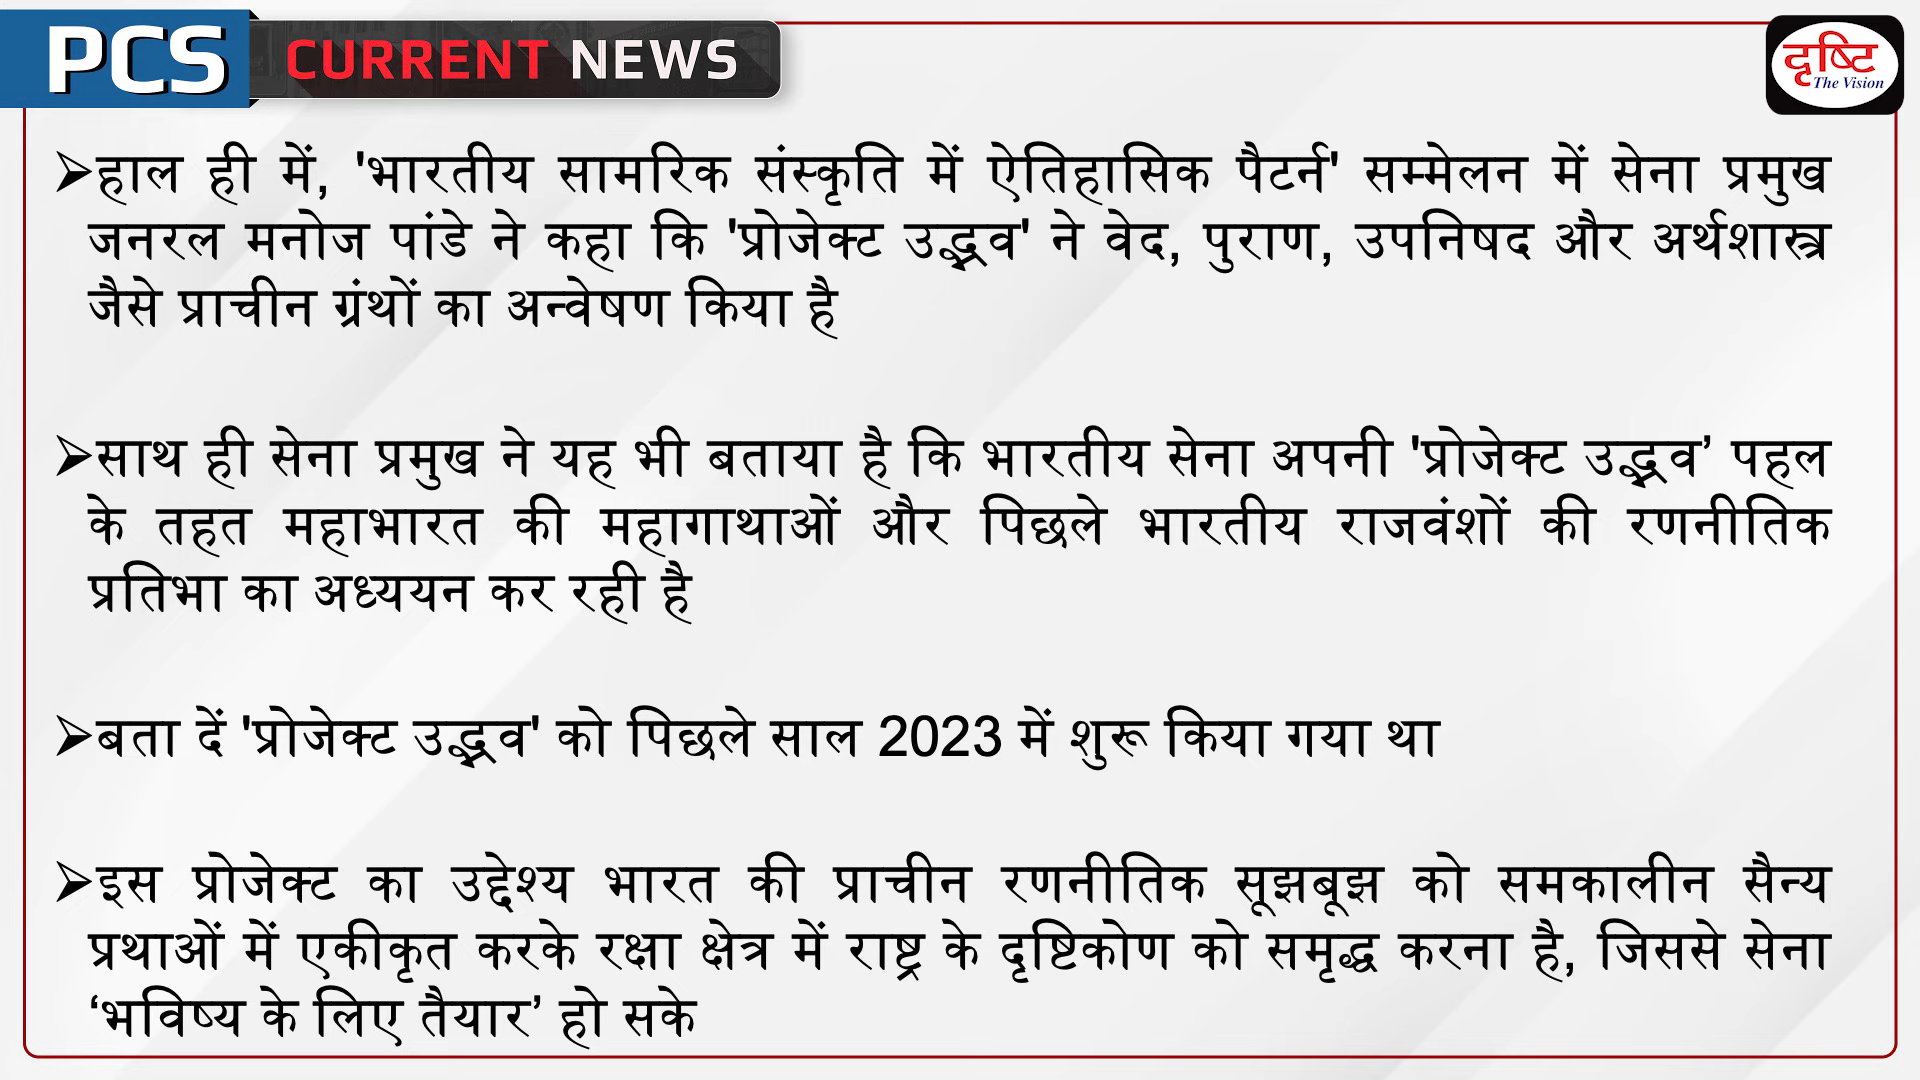 PCS CURRENT NEWS
दृष्टि
The Vision
➢हाल ही में, 'भारतीय सामरिक संस्कृति में ऐतिहासिक पैटर्न' सम्मेलन में सेना प्रमुख
जनरल मनोज पांडे ने कहा कि 'प्रोजेक्ट उद्भव' ने वेद, पुराण, उपनिषद और अर्थशास्त्र
जैसे प्राचीन ग्रंथों का अन्वेषण किया है
➢साथ ही सेना प्रमुख ने यह भी बताया है कि भारतीय सेना अपनी 'प्रोजेक्ट उद्भव’ पहल
के तहत महाभारत की महागाथाओं और पिछले भारतीय राजवंशों की रणनीतिक
प्रतिभा का अध्ययन कर रही है
➢बता दें 'प्रोजेक्ट उद्भव' को पिछले साल 2023 में शुरू किया गया था
➢इस प्रोजेक्ट का उद्देश्य भारत की प्राचीन रणनीतिक सूझबूझ को समकालीन सैन्य
प्रथाओं में एकीकृत करके रक्षा क्षेत्र में राष्ट्र के दृष्टिकोण को समृद्ध करना है, जिससे सेना
‘भविष्य के लिए तैयार’ हो सके